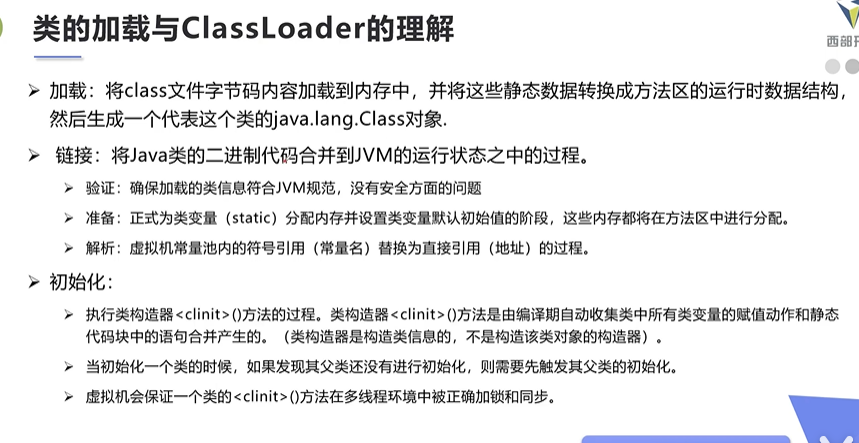 类的加载与ClassLoader的理解
西部开
加载：将class文件字节码内容加载到内存中，并将这些静态数据转换成方法区的运行时数据结构，
然后生成一个代表这个类的java.lang.Class对象.
链接：将Java类的二进制代码合并到JVM的运行状态之中的过程。
验证：确保加载的类信息符合JVM规范，没有安全方面的问题
准备：正式为类变量（static）分配内存并设置类变量默认初始值的阶段，这些内存都将在方法区中进行分配。
解析：虚拟机常量池内的符号引用（常量名）替换为直接引用（地址）的过程。
初始化：
执行类构造器<clinit>()方法的过程。类构造器<clinit>()方法是由编译期自动收集类中所有类变量的赋值动作和静态
代码块中的语句合并产生的。（类构造器是构造类信息的，不是构造该类对象的构造器）。
当初始化一个类的时候，如果发现其父类还没有进行初始化，则需要先触发其父类的初始化。
虚拟机会保证一个类的<clinit>()方法在多线程环境中被正确加锁和同步。